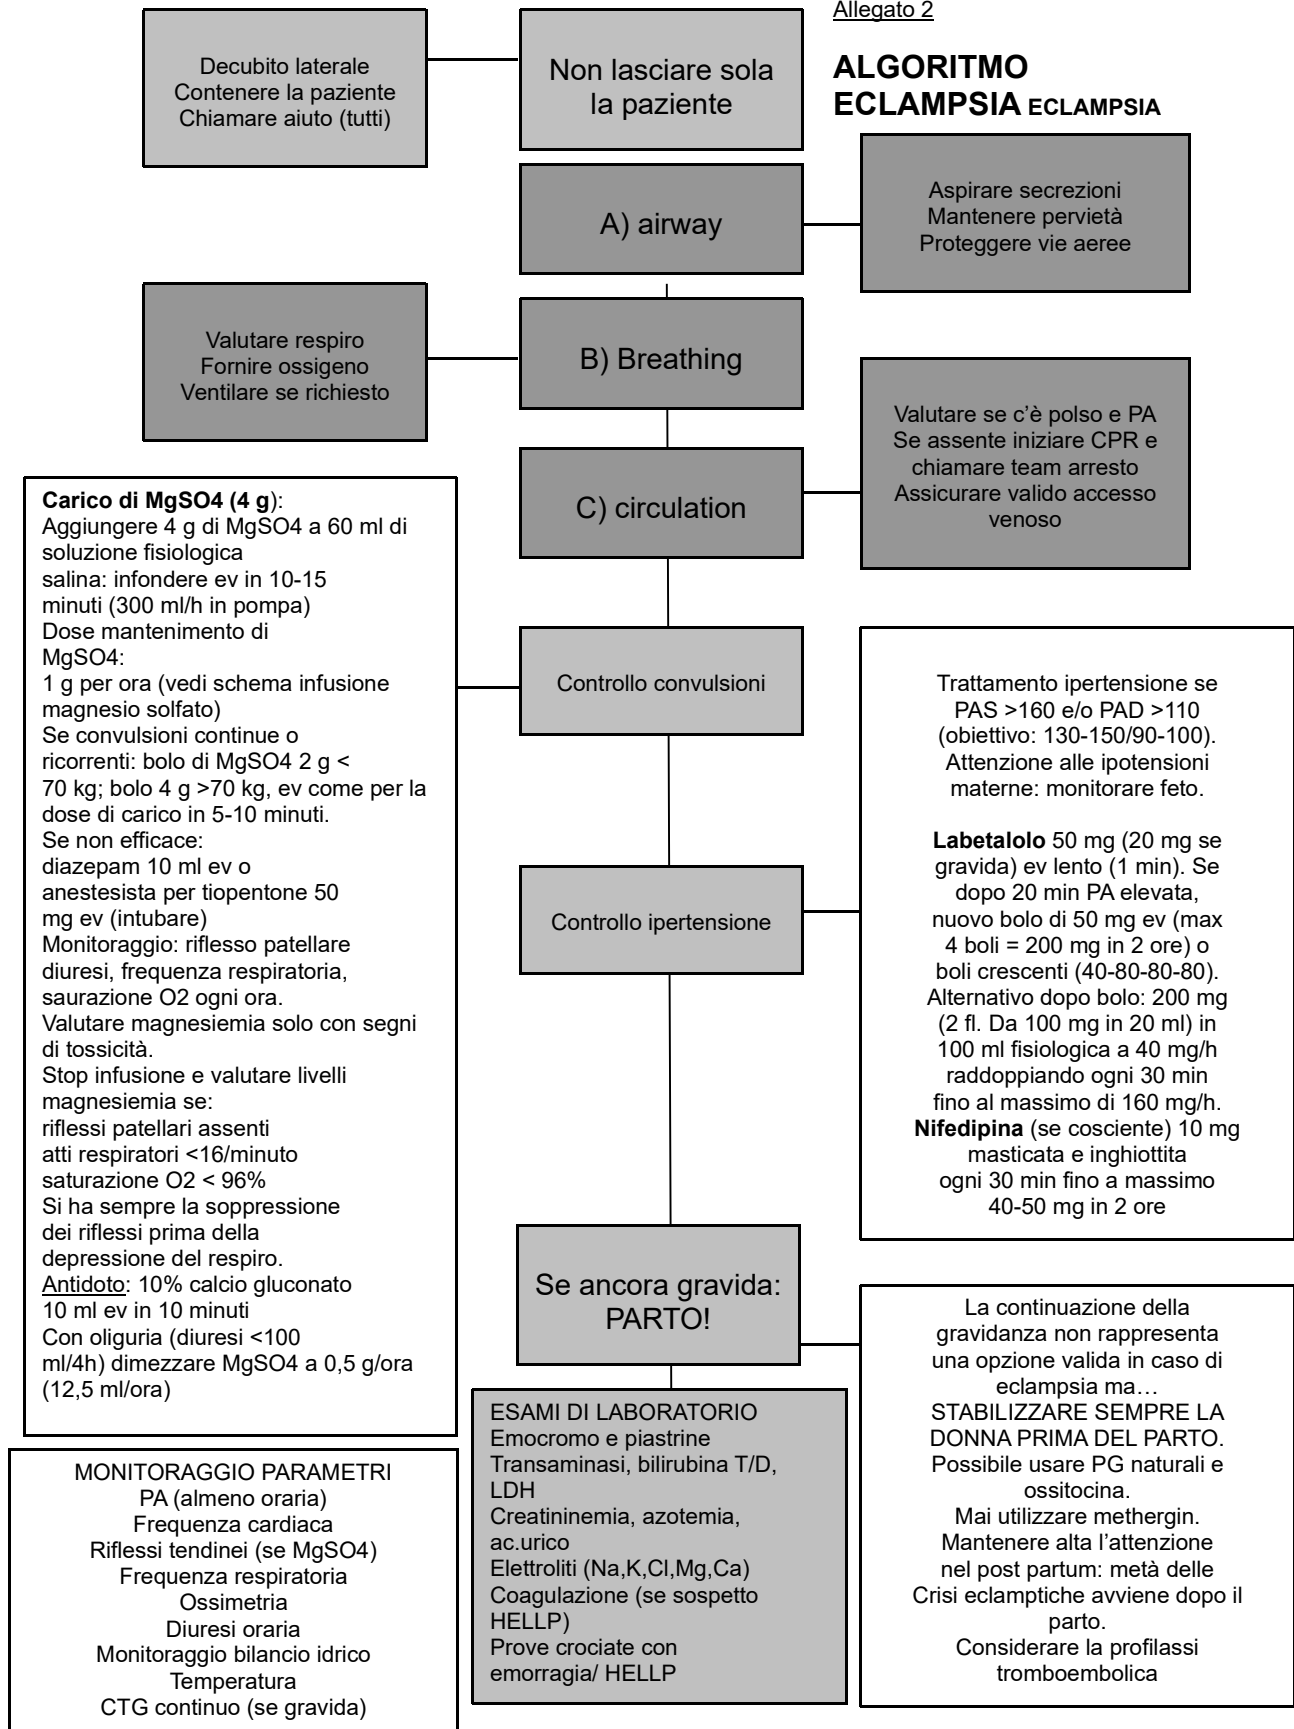 Allegato 2
ALGORITMO
ECLAMPSIA ECLAMPSIA
Decubito laterale
Contenere la paziente
Chiamare aiuto (tutti)
Non lasciare sola
la paziente
A) airway
Aspirare secrezioni
Mantenere pervietà
Proteggere vie aeree
Valutare respiro
Fornire ossigeno
Ventilare se richiesto
B) Breathing
C) circulation
Valutare se c’è polso e PA
Se assente iniziare CPR e
chiamare team arresto
Assicurare valido accesso
venoso
Carico di MgSO4 (4 g):
Aggiungere 4 g di MgSO4 a 60 ml di
soluzione fisiologica
salina: infondere ev in 10-15
minuti (300 ml/h in pompa)
Dose mantenimento di
MgSO4:
1 g per ora (vedi schema infusione
magnesio solfato)
Se convulsioni continue o
ricorrenti: bolo di MgSO4 2 g <
70 kg; bolo 4 g >70 kg, ev come per la
dose di carico in 5-10 minuti.
Se non efficace:
diazepam 10 ml ev o
anestesista per tiopentone 50
mg ev (intubare)
Monitoraggio: riflesso patellare
diuresi, frequenza respiratoria,
saurazione O2 ogni ora.
Valutare magnesiemia solo con segni
di tossicità.
Stop infusione e valutare livelli
magnesiemia se:
riflessi patellari assenti
atti respiratori <16/minuto
saturazione O2 < 96%
Si ha sempre la soppressione
dei riflessi prima della
depressione del respiro.
Antidoto: 10% calcio gluconato
10 ml ev in 10 minuti
Con oliguria (diuresi <100
ml/4h) dimezzare MgSO4 a 0,5 g/ora
(12,5 ml/ora)
Controllo convulsioni
Controllo ipertensione
Trattamento ipertensione se
PAS >160 e/o PAD >110
(obiettivo: 130-150/90-100).
Attenzione alle ipotensioni
materne: monitorare feto.
Labetalolo 50 mg (20 mg se
gravida) ev lento (1 min). Se
dopo 20 min PA elevata,
nuovo bolo di 50 mg ev (max
4 boli = 200 mg in 2 ore) o
boli crescenti (40-80-80-80).
Alternativo dopo bolo: 200 mg
(2 fl. Da 100 mg in 20 ml) in
100 ml fisiologica a 40 mg/h
raddoppiando ogni 30 min
fino al massimo di 160 mg/h.
Nifedipina (se cosciente) 10 mg
masticata e inghiottita
ogni 30 min fino a massimo
40-50 mg in 2 ore
Se ancora gravida:
PARTO!
La continuazione della
gravidanza non rappresenta
una opzione valida in caso di
eclampsia ma…
STABILIZZARE SEMPRE LA
DONNA PRIMA DEL PARTO.
Possibile usare PG naturali e
ossitocina.
Mai utilizzare methergin.
Mantenere alta l’attenzione
nel post partum: metà delle
Crisi eclamptiche avviene dopo il
parto.
Considerare la profilassi
tromboembolica
ESAMI DI LABORATORIO
Emocromo e piastrine
Transaminasi, bilirubina T/D,
LDH
Creatininemia, azotemia,
ac.urico
Elettroliti (Na,K,Cl,Mg,Ca)
Coagulazione (se sospetto
HELLP)
Prove crociate con
emorragia/ HELLP
MONITORAGGIO PARAMETRI
PA (almeno oraria)
Frequenza cardiaca
Riflessi tendinei (se MgSO4)
Frequenza respiratoria
Ossimetria
Diuresi oraria
Monitoraggio bilancio idrico
Temperatura
CTG continuo (se gravida)